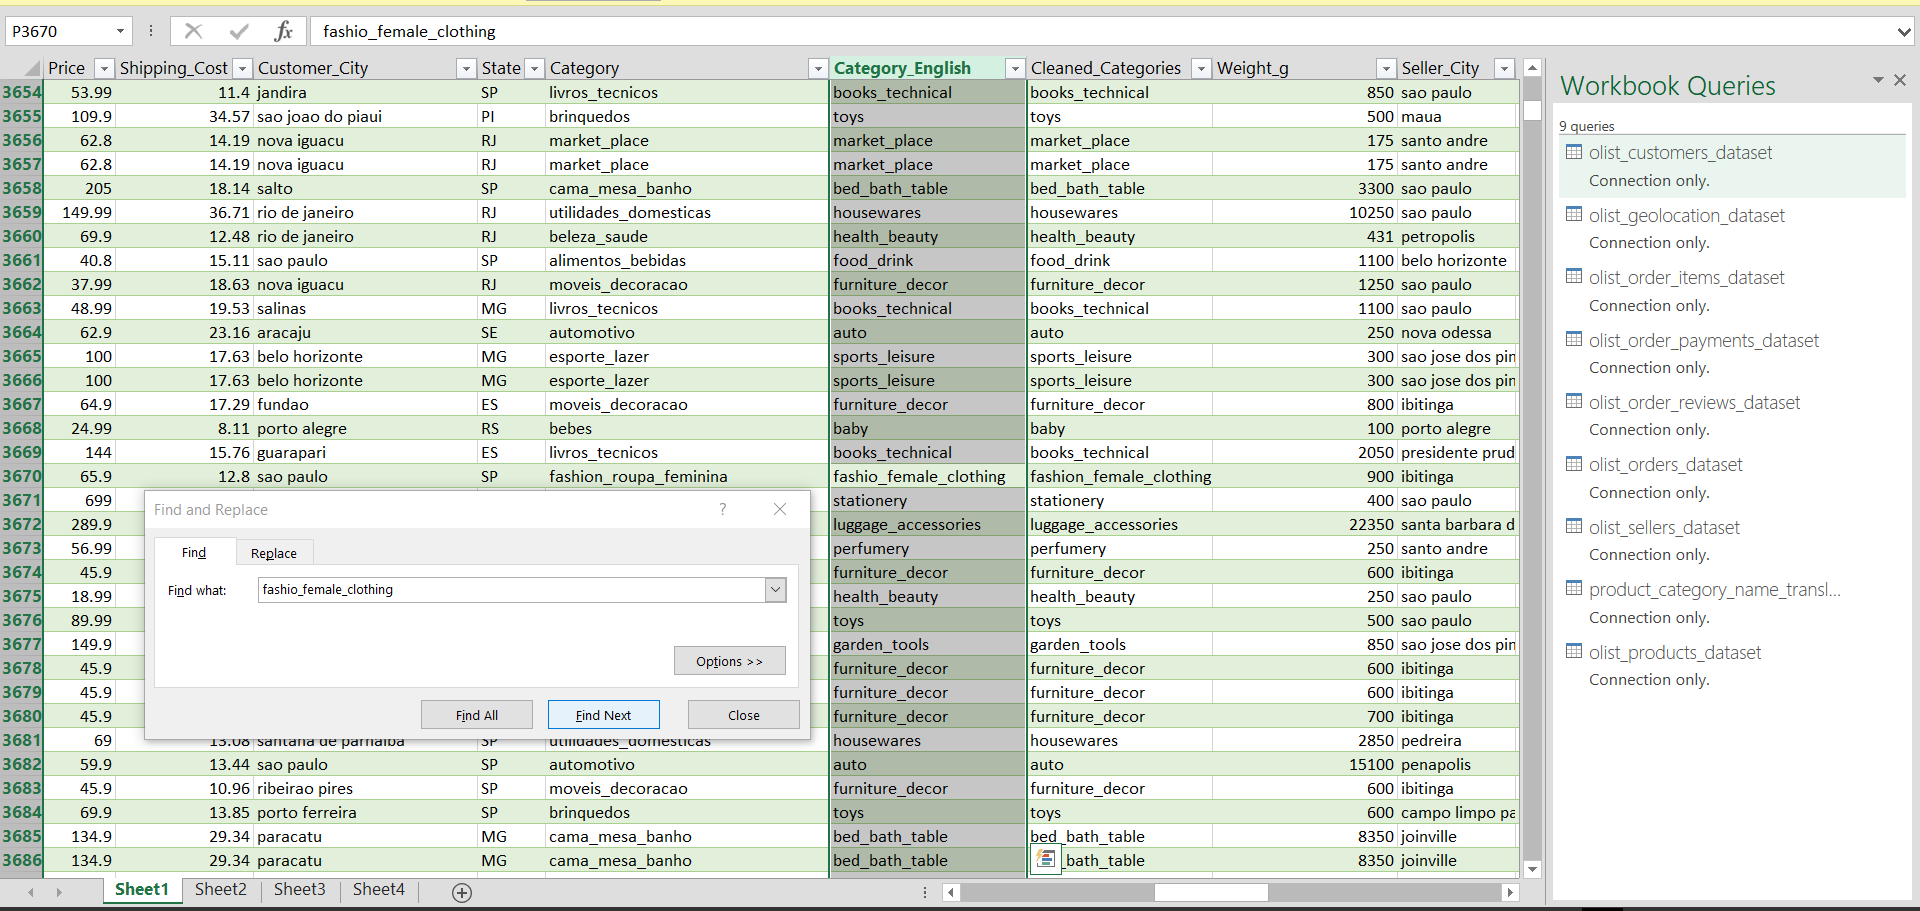 P3670 fx fashio_female_clothing
Price Shipping_Cost Customer_City State Category Category_English Cleaned_Categories Weight_g Seller_City
3654 53.99 11.4 jandira SP livros_tecnicos books_technical books_technical 850 sao paulo
3655 109.9 34.57 sao joao do piaui PI brinquedos toys toys 500 maua
3656 62.8 14.19 nova iguacu RJ market_place market_place market_place 175 santo andre
3657 62.8 14.19 nova iguacu RJ market_place market_place market_place 175 santo andre
3658 205 18.14 salto SP cama_mesa_banho bed_bath_table bed_bath_table 3300 sao paulo
3659 149.99 36.71 rio de janeiro RJ utilidades_domesticas housewares housewares 10250 sao paulo
3660 69.9 12.48 rio de janeiro RJ beleza_saude health_beauty health_beauty 431 petropolis
3661 40.8 15.11 sao paulo SP alimentos_bebidas food_drink food_drink 1100 belo horizonte
3662 37.99 18.63 nova iguacu RJ moveis_decoracao furniture_decor furniture_decor 1250 sao paulo
3663 48.99 19.53 salinas MG livros_tecnicos books_technical books_technical 1100 sao paulo
3664 62.9 23.16 aracaju SE automotivo auto auto 250 nova odessa
3665 100 17.63 belo horizonte MG esporte_lazer sports_leisure sports_leisure 300 sao jose dos pin
3666 100 17.63 belo horizonte MG esporte_lazer sports_leisure sports_leisure 300 sao jose dos pin
3667 64.9 17.29 fundao ES moveis_decoracao furniture_decor furniture_decor 800 ibitinga
3668 24.99 8.11 porto alegre RS bebes baby baby 100 porto alegre
3669 144 15.76 guarapari ES livros_tecnicos books_technical books_technical 2050 presidente prud
3670 65.9 12.8 sao paulo SP fashion_roupa_feminina fashio_female_clothing fashion_female_clothing 900 ibitinga
3671 699 stationery stationery 400 sao paulo
3672 289.9 luggage_accessories luggage_accessories 22350 santa barbara d
3673 56.99 perfumery perfumery 250 santo andre
3674 45.9 furniture_decor furniture_decor 600 ibitinga
3675 18.99 health_beauty health_beauty 250 sao paulo
3676 89.99 toys toys 500 sao paulo
3677 149.9 garden_tools garden_tools 850 sao jose dos pin
3678 45.9 furniture_decor furniture_decor 600 ibitinga
3679 45.9 furniture_decor furniture_decor 600 ibitinga
3680 45.9 furniture_decor furniture_decor 700 ibitinga
3681 69 13.08 santana de parnaiba SP utilidades_domesticas housewares housewares 2850 pedreira
3682 59.9 13.44 sao paulo SP automotivo auto auto 15100 penapolis
3683 45.9 10.96 ribeirao pires SP moveis_decoracao furniture_decor furniture_decor 600 ibitinga
3684 69.9 13.85 porto ferreira SP brinquedos toys toys 600 campo limpo pa
3685 134.9 29.34 paracatu MG cama_mesa_banho bed_bath_table bed_bath_table 8350 joinville
3686 134.9 29.34 paracatu MG cama_mesa_banho bed_bath_table _bath_table 8350 joinville
Find and Replace ?
Find Replace
Find what: fashio_female_clothing
Options >>
Find All Find Next Close
Sheet1 Sheet2 Sheet3 Sheet4
Workbook Queries
9 queries
olist_customers_dataset
Connection only.
olist_geolocation_dataset
Connection only.
olist_order_items_dataset
Connection only.
olist_order_payments_dataset
Connection only.
olist_order_reviews_dataset
Connection only.
olist_orders_dataset
Connection only.
olist_sellers_dataset
Connection only.
product_category_name_transl...
Connection only.
olist_products_dataset
Connection only.